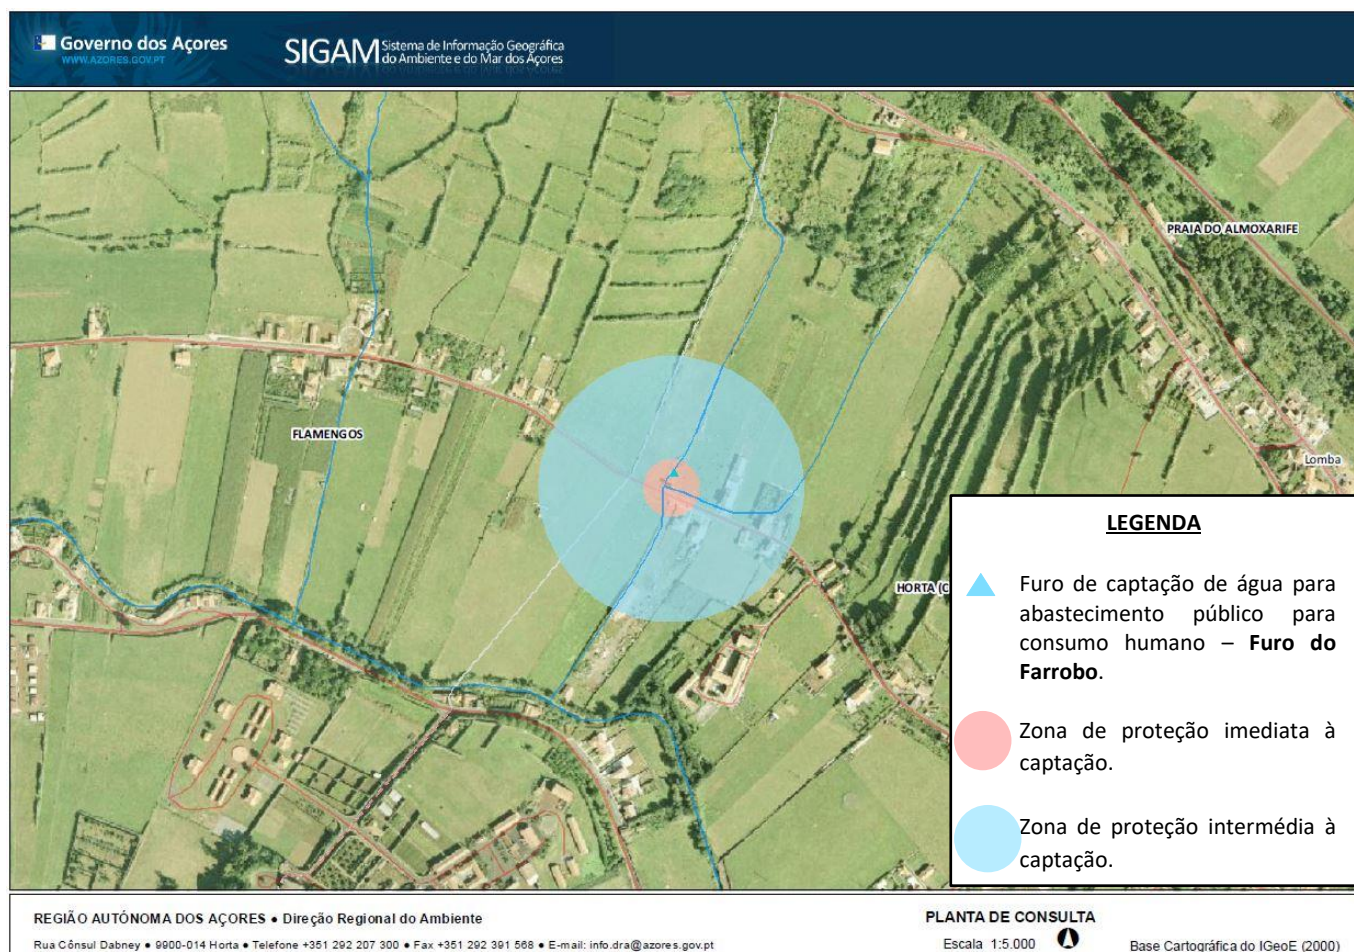 Governo dos Açores
WWW.AZORES.GOV.PT
SIGAM Sistema de Informação Geográfica
do Ambiente e do Mar dos Açores
PRAIA DO ALMOXARIFE
FLAMENGOS
Lomba
HORTA (C
LEGENDA
Furo de captação de água para
abastecimento público para
consumo humano – Furo do
Farrobo.
Zona de proteção imediata à
captação.
Zona de proteção intermédia à
captação.
REGIÃO AUTÓNOMA DOS AÇORES • Direção Regional do Ambiente
Rua Cônsul Dabney • 9900-014 Horta • Telefone +351 292 207 300 • Fax +351 292 391 568 • E-mail: info.dra@azores.gov.pt
PLANTA DE CONSULTA
Escala 1:5.000
Base Cartográfica do IGeoE (2000)